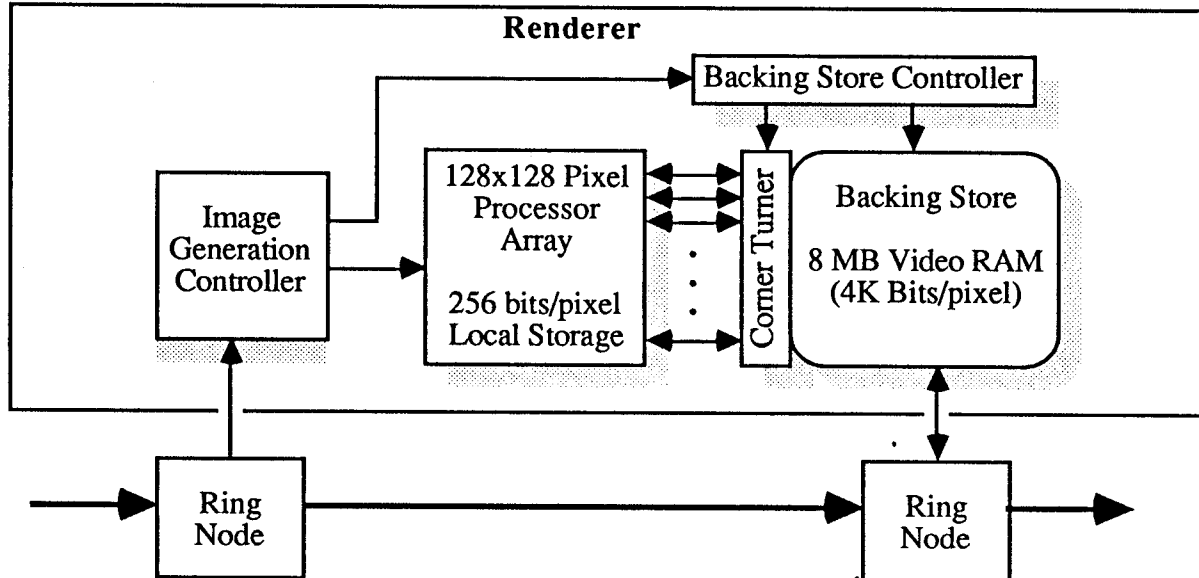 Renderer
Backing Store Controller
128x128 Pixel
Processor
Array
256 bits/pixel
Local Storage
Image
Generation
Controller
Corner Turner
Backing Store
8 MB Video RAM
(4K Bits/pixel)
Ring
Node
Ring
Node